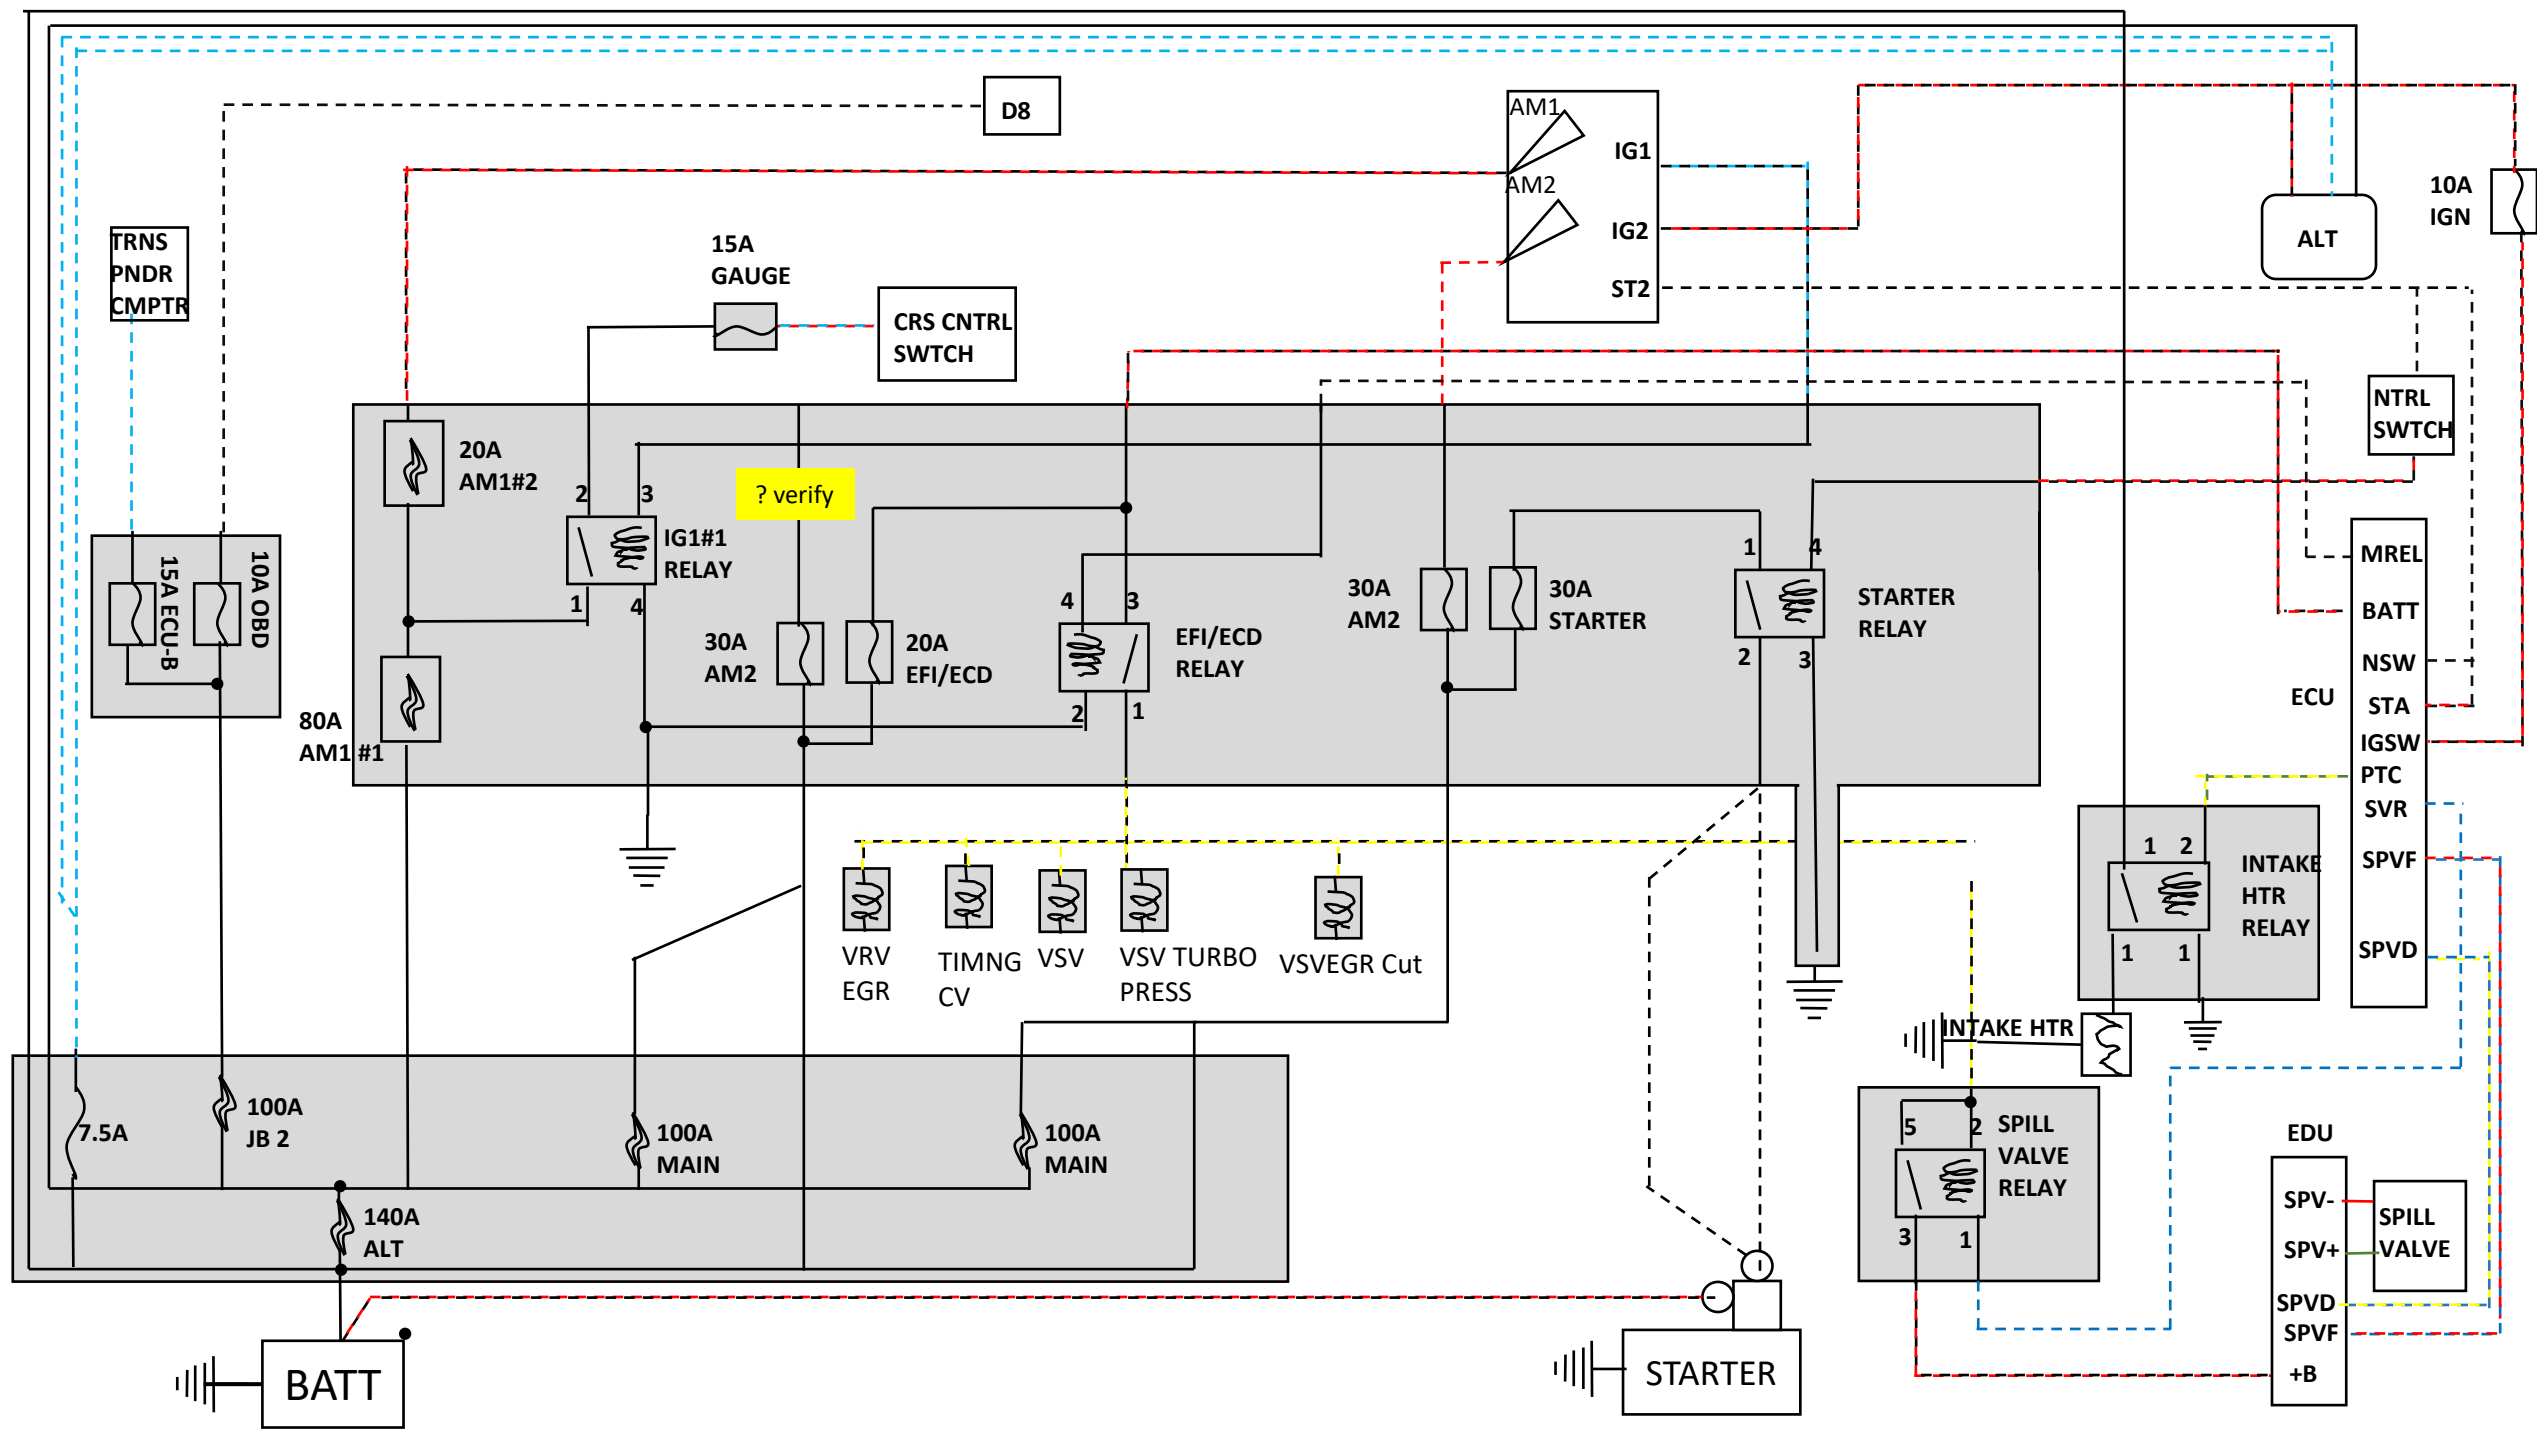 D8
AM1
AM2
IG1
IG2
ST2
10A
IGN
ALT
TRNS
PNDR
CMPTR
15A
GAUGE
CRS CNTRL
SWTCH
NTRL
SWTCH
20A
AM1#2
? verify
2
3
IG1#1
RELAY
1
4
15A ECU-B
10A OBD
80A
AM1 #1
30A
AM2
20A
EFI/ECD
4
3
EFI/ECD
RELAY
2
1
30A
AM2
30A
STARTER
1
4
STARTER
RELAY
2
3
ECU
MREL
BATT
NSW
STA
IGSW
PTC
SVR
SPVF
SPVD
1
2
INTAKE
HTR
RELAY
1
1
INTAKE HTR
VRV
EGR
TIMNG
CV
VSV
VSV TURBO
PRESS
VSVEGR Cut
7.5A
100A
JB 2
100A
MAIN
100A
MAIN
140A
ALT
5
2
SPILL
VALVE
RELAY
3
1
EDU
SPV-
SPV+
SPVD
SPVF
+B
SPILL
VALVE
BATT
STARTER